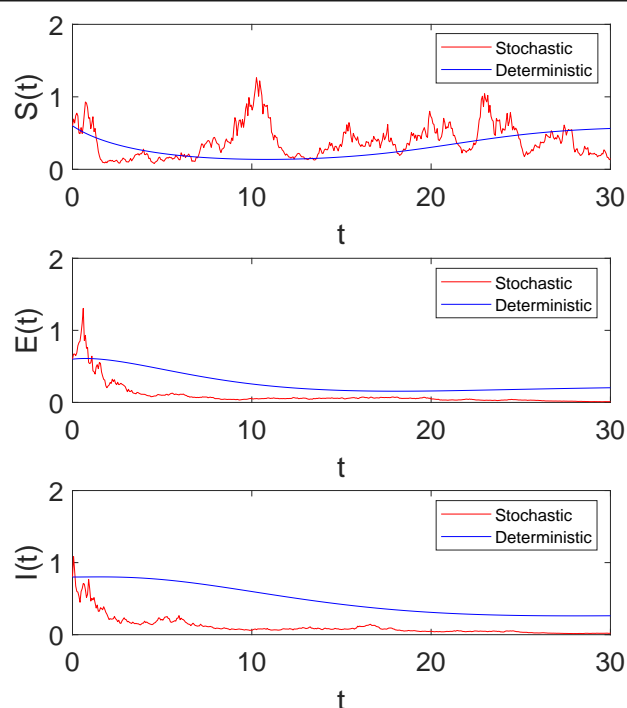 2
1
0
S(t)
Stochastic
Deterministic
0 10 20 30
t
2
1
0
E(t)
Stochastic
Deterministic
0 10 20 30
t
2
1
0
I(t)
Stochastic
Deterministic
0 10 20 30
t